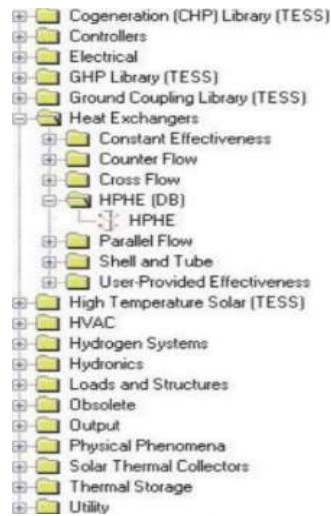 Cogeneration (CHP) Library (TESS)
Controllers
Electrical
GHP Library (TESS)
Ground Coupling Library (TESS)
Heat Exchangers
Constant Effectiveness
Counter Flow
Cross Flow
HPHE (DB)
HPHE
Parallel Flow
Shell and Tube
User-Provided Effectiveness
High Temperature Solar (TESS)
HVAC
Hydrogen Systems
Hydronics
Loads and Structures
Obsolete
Output
Physical Phenomena
Solar Thermal Collectors
Thermal Storage
Utility